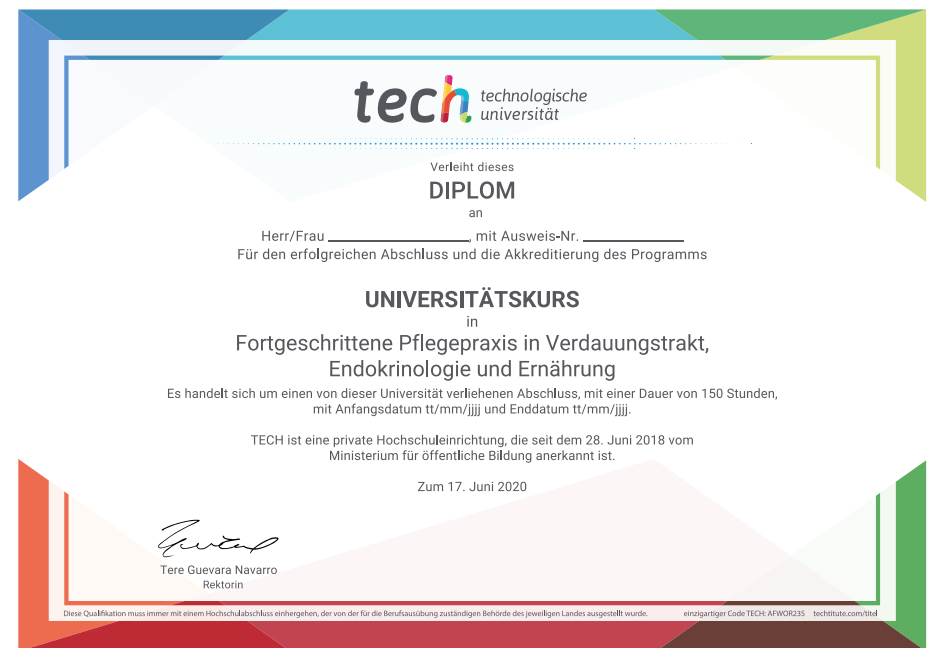 tech technologische
universität
Verleiht dieses
DIPLOM
an
Herr/Frau ____________________, mit Ausweis-Nr. ______________
Für den erfolgreichen Abschluss und die Akkreditierung des Programms
UNIVERSITÄTSKURS
in
Fortgeschrittene Pflegepraxis in Verdauungstrakt,
Endokrinologie und Ernährung
Es handelt sich um einen von dieser Universität verliehenen Abschluss, mit einer Dauer von 150 Stunden,
mit Anfangsdatum tt/mm/jjjj und Enddatum tt/mm/jjjj.
TECH ist eine private Hochschuleinrichtung, die seit dem 28. Juni 2018 vom
Ministerium für öffentliche Bildung anerkannt ist.
Zum 17. Juni 2020
Tere Guevara Navarro
Rektorin
Diese Qualifikation muss immer mit einem Hochschulabschluss einhergehen, der von der für die Berufsausübung zuständigen Behörde des jeweiligen Landes ausgestellt wurde. einzigartiger Code TECH: AFWOR23S techtitute.com/titel